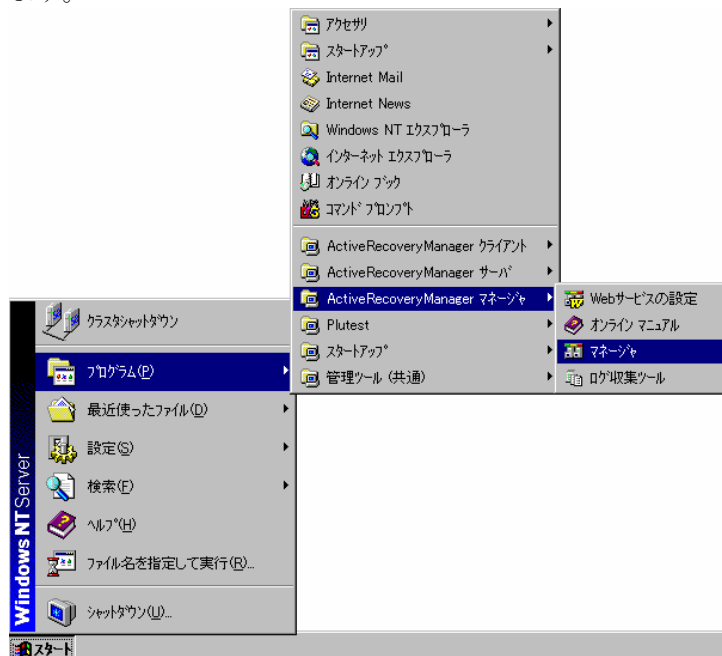 アクセサリ
スタートアップ
Internet Mail
Internet News
Windows NT エクスプローラ
インターネット エクスプローラ
オンライン ブック
コマンド プロンプト
ActiveRecoveryManager クライアント
ActiveRecoveryManager サーバ
ActiveRecoveryManager マネージャ
Plutest
スタートアップ
管理ツール (共通)
Webサービスの設定
オンライン マニュアル
マネージャ
ログ収集ツール
クラスタシャットダウン
プログラム(P)
最近使ったファイル(D)
設定(S)
検索(F)
ヘルプ(H)
ファイル名を指定して実行(R)...
シャットダウン(U)...
Windows NT Server
スタート